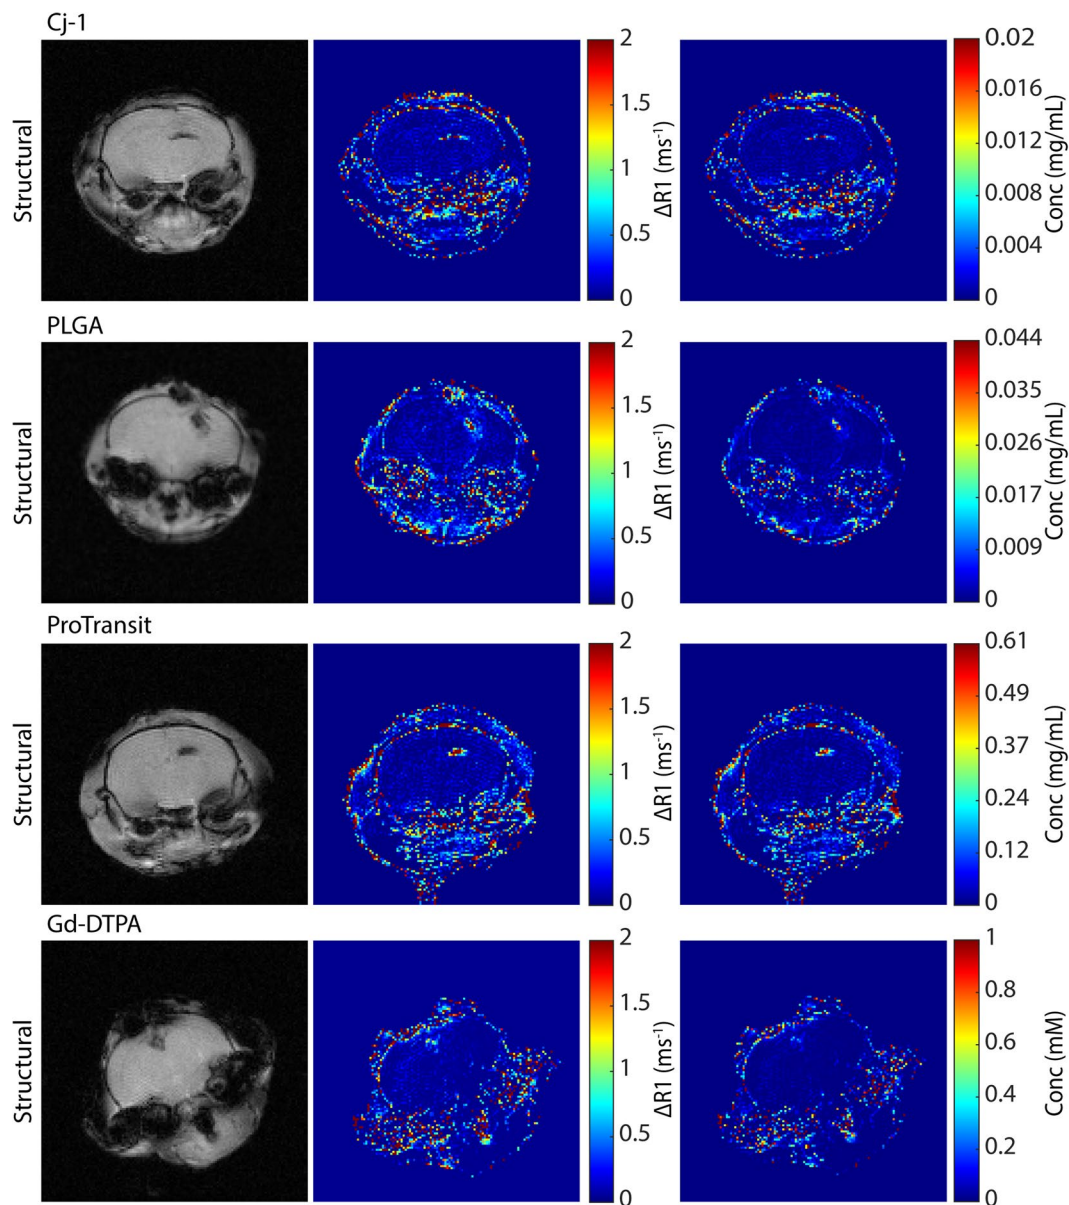 Cj-1
Structural
2
1.5
1
0.5
0
ΔR1 (ms⁻¹)
0.02
0.016
0.012
0.008
0.004
0
Conc (mg/mL)
PLGA
Structural
2
1.5
1
0.5
0
ΔR1 (ms⁻¹)
0.044
0.035
0.026
0.017
0.009
0
Conc (mg/mL)
ProTransit
Structural
2
1.5
1
0.5
0
ΔR1 (ms⁻¹)
0.61
0.49
0.37
0.24
0.12
0
Conc (mg/mL)
Gd-DTPA
Structural
2
1.5
1
0.5
0
ΔR1 (ms⁻¹)
1
0.8
0.6
0.4
0.2
0
Conc (mM)